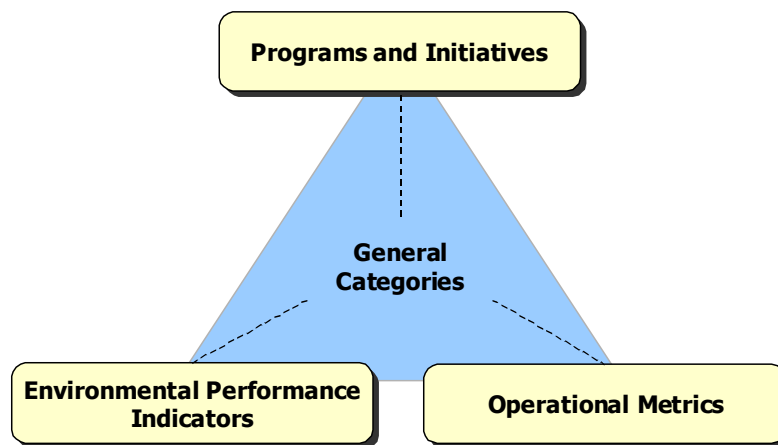 Programs and Initiatives
General
Categories
Environmental Performance
Indicators
Operational Metrics